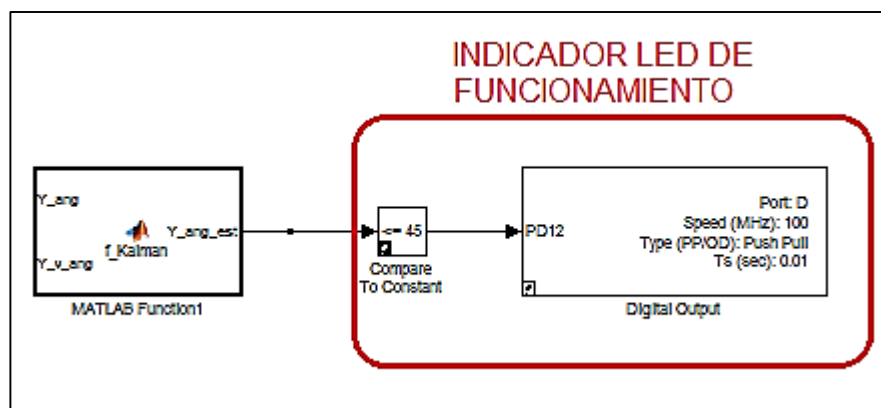 INDICADOR LED DE
FUNCIONAMIENTO
Y_ang
Y_v_ang
f_Kalman
Y_ang_est
MATLAB Function1
<= 45
Compare
To Constant
PD12
Port: D
Speed (MHz): 100
Type (PP/OD): Push Pull
Ts (sec): 0.01
Digital Output